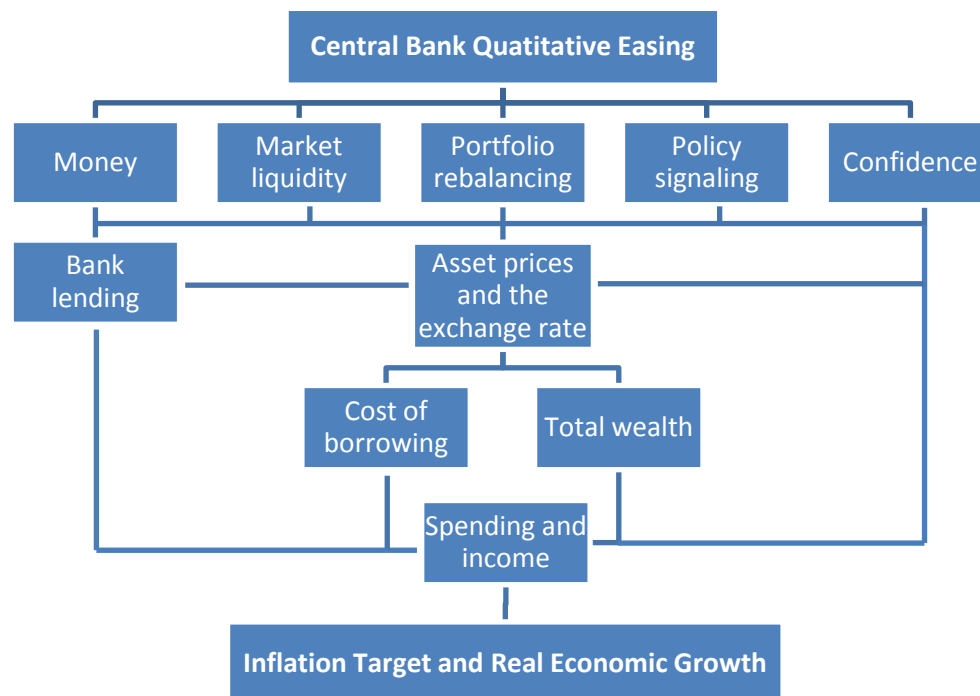 Central Bank Quatitative Easing
Money
Market
liquidity
Portfolio
rebalancing
Policy
signaling
Confidence
Bank
lending
Asset prices
and the
exchange rate
Cost of
borrowing
Total wealth
Spending and
income
Inflation Target and Real Economic Growth